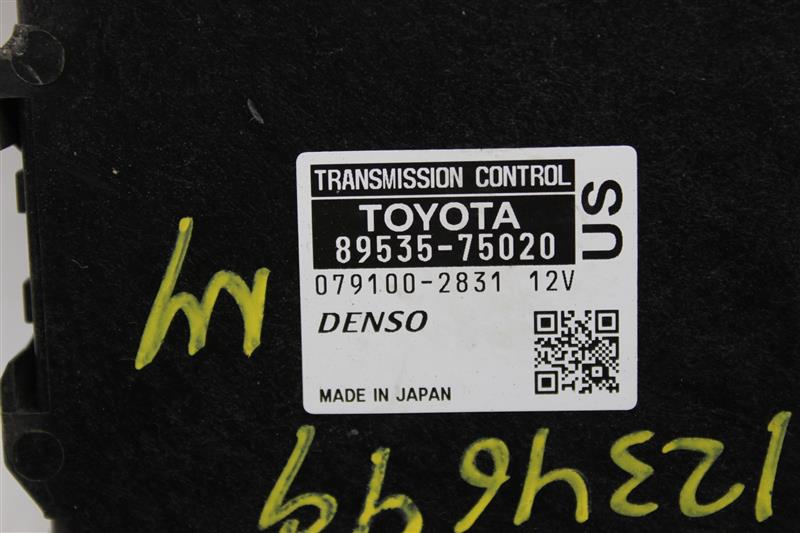 TRANSMISSION CONTROL
TOYOTA
89535-75020
US
079100-2831 12V
DENSO
MADE IN JAPAN